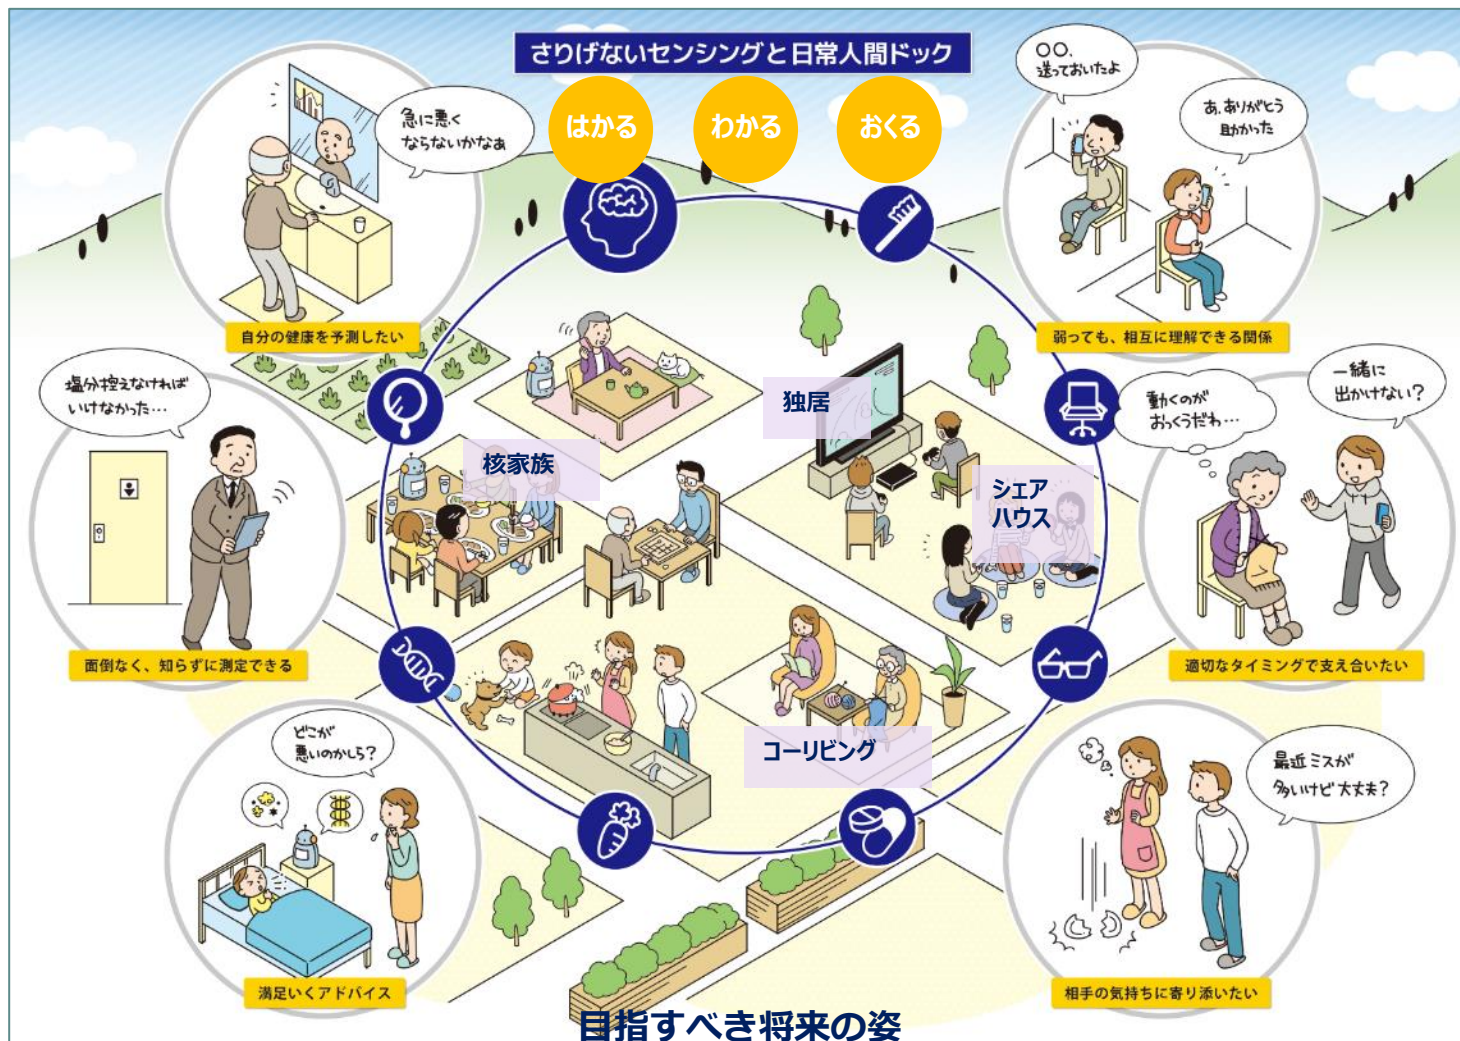 さりげないセンシングと日常人間ドック
はかる
わかる
おくる
急に悪く
ならないかなぁ
自分の健康を予測したい
〇〇、
送っておいたよ
あ、ありがとう
助かった
弱っても、相互に理解できる関係
塩分控えなければ
いけなかった…
面倒なく、知らずに測定できる
独居
核家族
シェア
ハウス
コーリビング
動くのが
おっくうだわ…
一緒に
出かけない?
適切なタイミングで支え合いたい
どこが
悪いのかしら?
満足いくアドバイス
最近ミスが
多いけど大丈夫?
相手の気持ちに寄り添いたい
目指すべき将来の姿